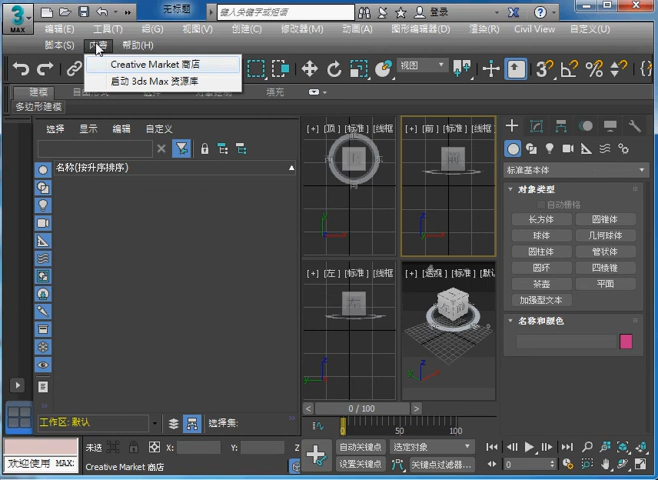 3
MAX
无标题
键入关键字或短语
登录
编辑(E) 工具(T) 组(G) 视图(V) 创建(C) 修改器(M) 动画(A) 图形编辑器(D) 渲染(R) Civil View 自定义(U)
脚本(S) 内容 帮助(H)
Creative Market 商店
启动 3ds Max 资源库
视图
建模
填充
多边形建模
选择 显示 编辑 自定义
名称(按升序排序)
[+] [顶] [标准] [线框
[+] [前] [标准] [线框
[+] [左] [标准] [线框
[+] [透视] [标准] [默认
顶
前
左
标准基本体
对象类型
自动栅格
长方体 圆锥体
球体 几何球体
圆柱体 管状体
圆环 四棱锥
茶壶 平面
加强型文本
名称和颜色
工作区: 默认
选择集:
0 / 100
0 50 100
未选
X:
Y:
Z
自动关键点 选定对象
设置关键点 关键点过滤器...
0
欢迎使用 MAX:
Creative Market 商店